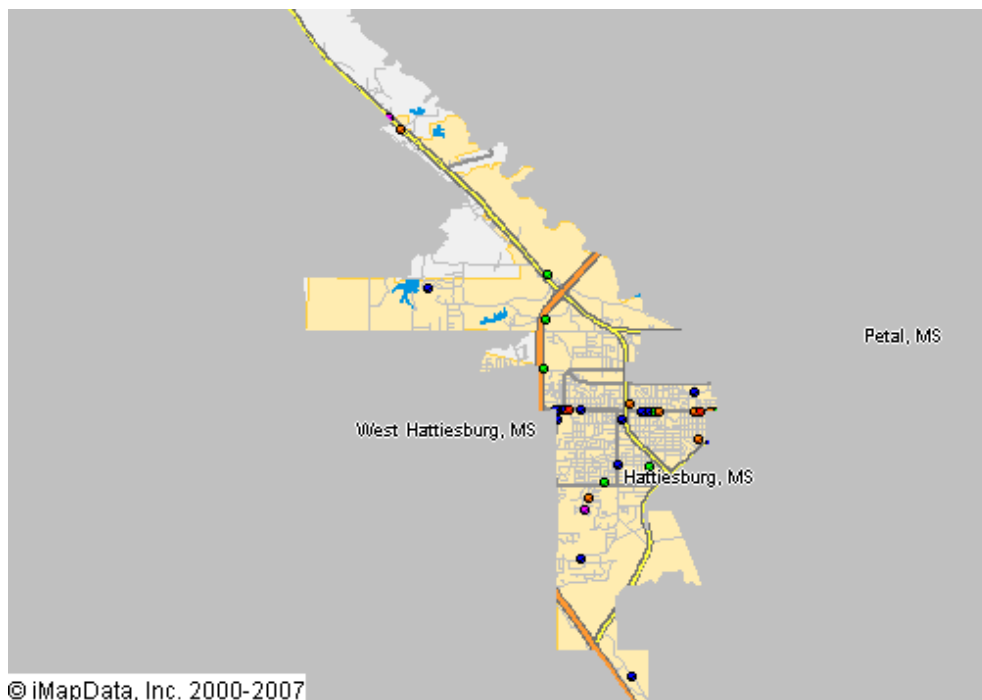 Petal, MS
West Hattiesburg, MS
Hattiesburg, MS
© iMapData, Inc. 2000-2007